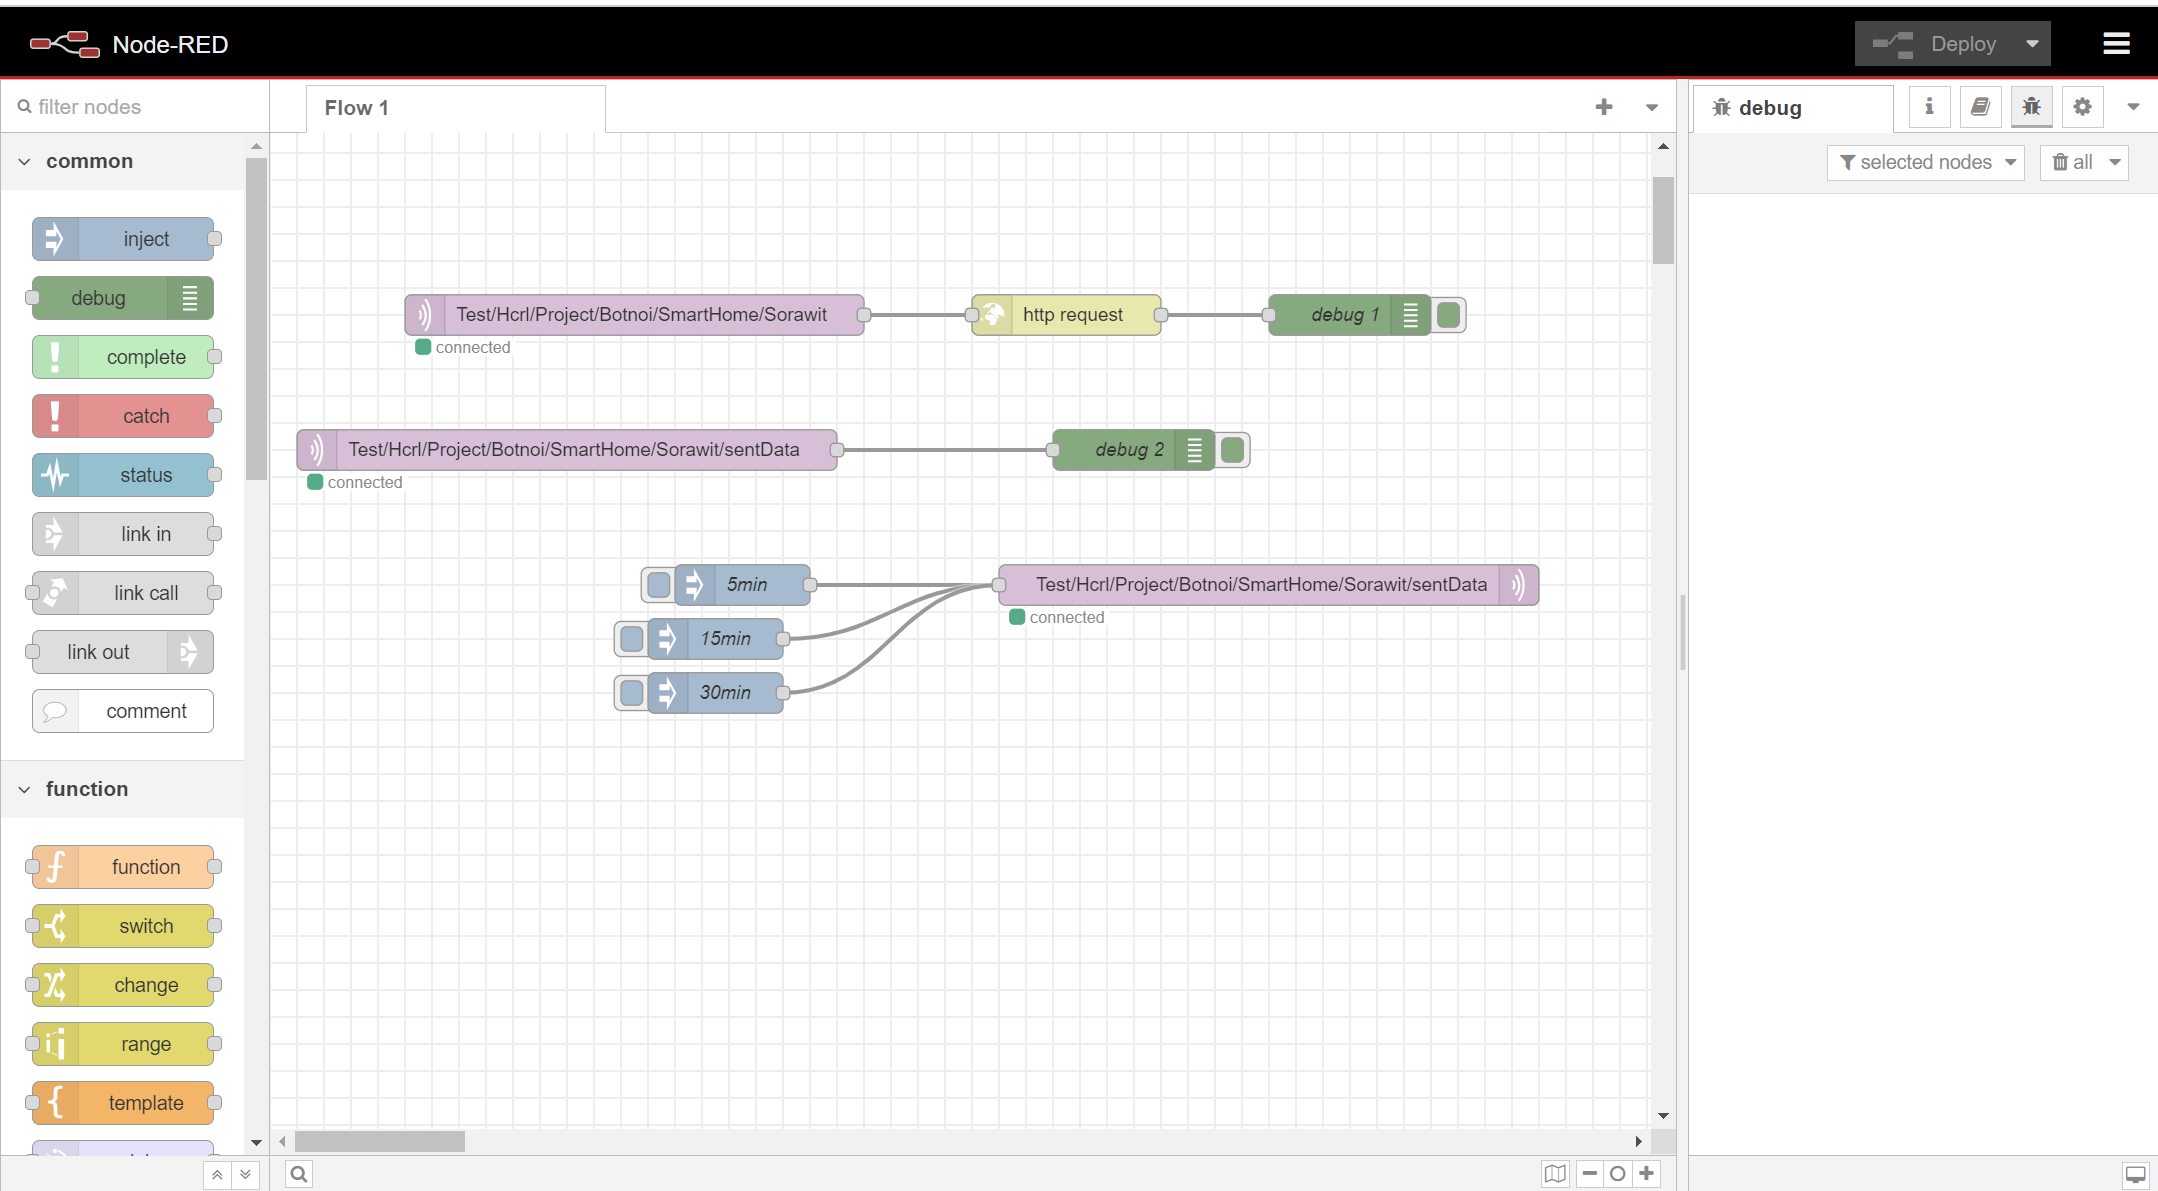 Node-RED
Deploy
filter nodes
Flow 1
debug
selected nodes
all
common
inject
debug
complete
catch
status
link in
link call
link out
comment
function
function
switch
change
range
template
Test/Hcrl/Project/Botnoi/SmartHome/Sorawit
connected
http request
debug 1
Test/Hcrl/Project/Botnoi/SmartHome/Sorawit/sentData
connected
debug 2
5min
15min
30min
Test/Hcrl/Project/Botnoi/SmartHome/Sorawit/sentData
connected